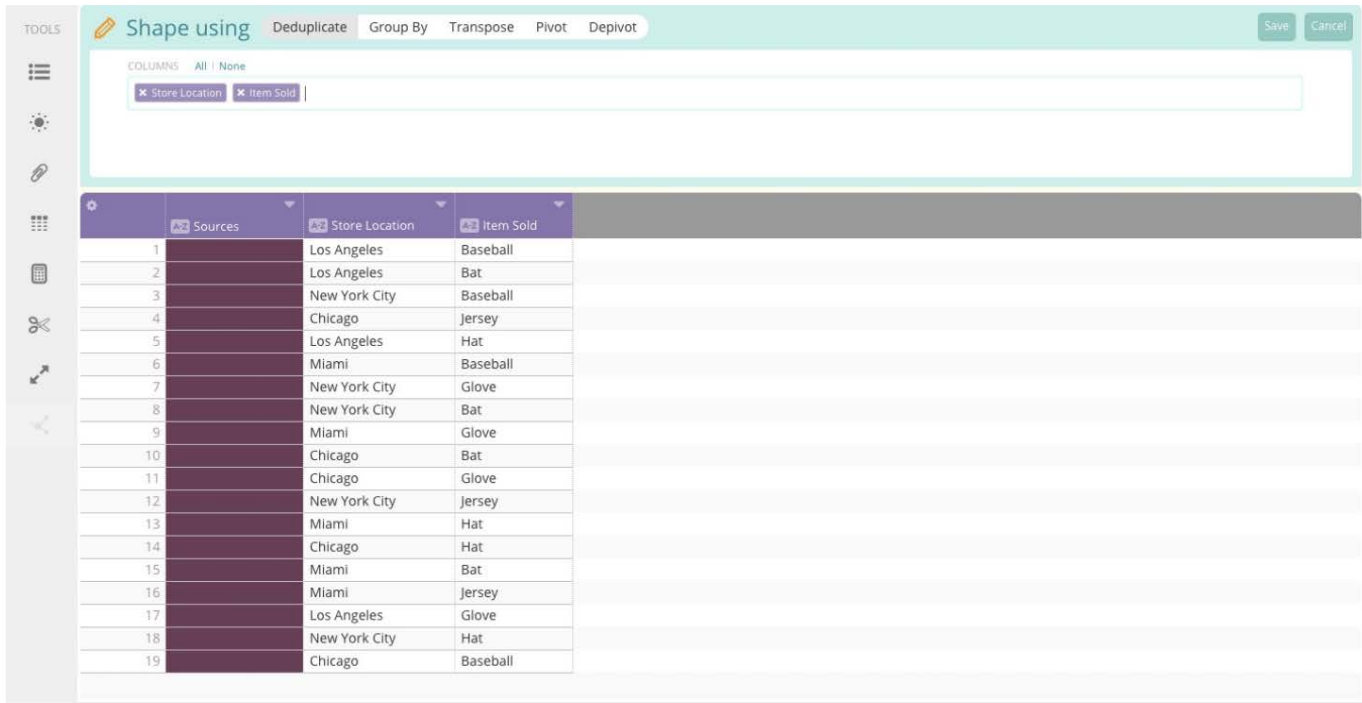 TOOLS
Shape using Deduplicate Group By Transpose Pivot Depivot Save Cancel
COLUMNS All | None
× Store Location × Item Sold
A-Z Sources A-Z Store Location A-Z Item Sold
1 Los Angeles Baseball
2 Los Angeles Bat
3 New York City Baseball
4 Chicago Jersey
5 Los Angeles Hat
6 Miami Baseball
7 New York City Glove
8 New York City Bat
9 Miami Glove
10 Chicago Bat
11 Chicago Glove
12 New York City Jersey
13 Miami Hat
14 Chicago Hat
15 Miami Bat
16 Miami Jersey
17 Los Angeles Glove
18 New York City Hat
19 Chicago Baseball